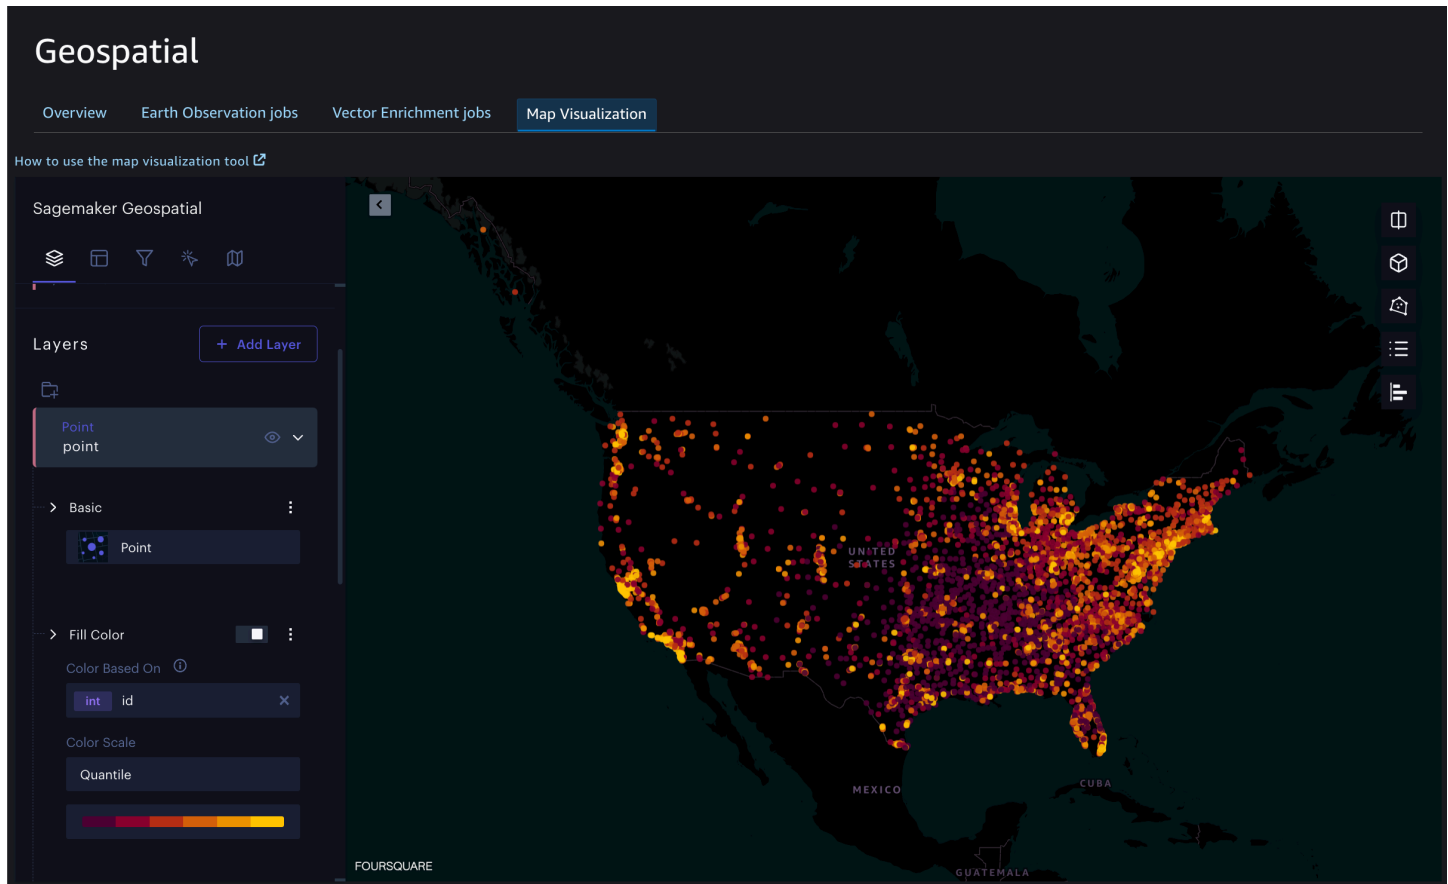 Geospatial
Overview
Earth Observation jobs
Vector Enrichment jobs
Map Visualization
How to use the map visualization tool
Sagemaker Geospatial
Layers
+ Add Layer
Point
point
Basic
Point
Fill Color
Color Based On
int id
Color Scale
Quantile
UNITED
STATES
MEXICO
CUBA
GUATEMALA
FOURSQUARE